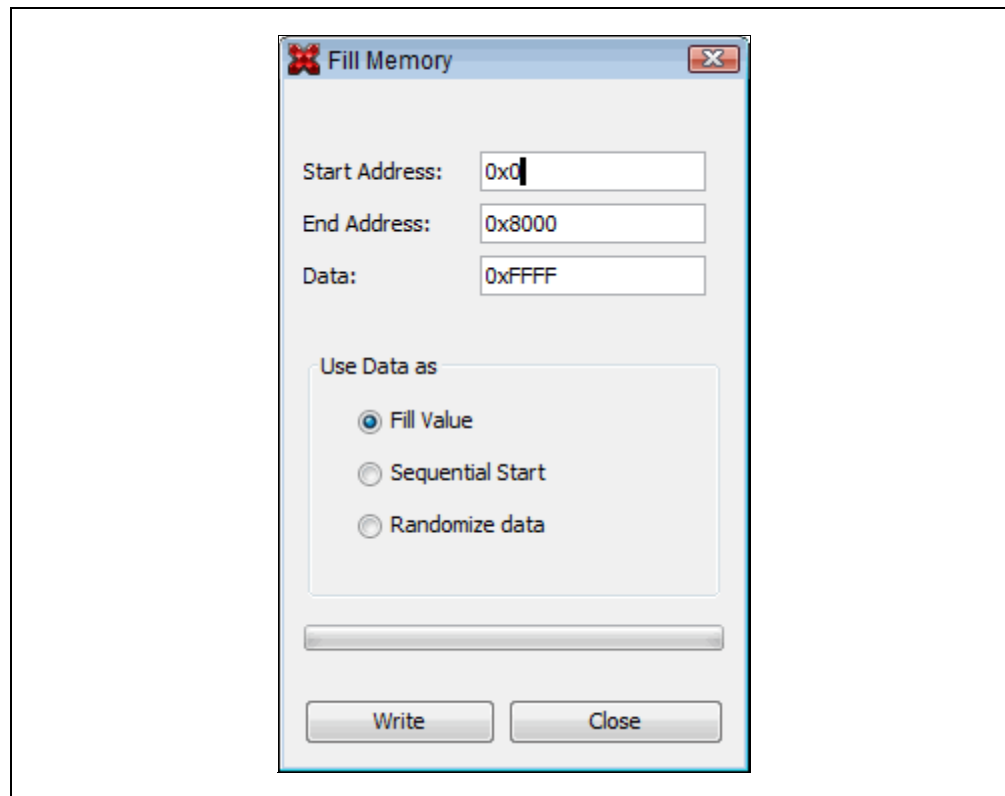 Fill Memory
Start Address: 0x0
End Address: 0x8000
Data: 0xFFFF
Use Data as
Fill Value
Sequential Start
Randomize data
Write Close